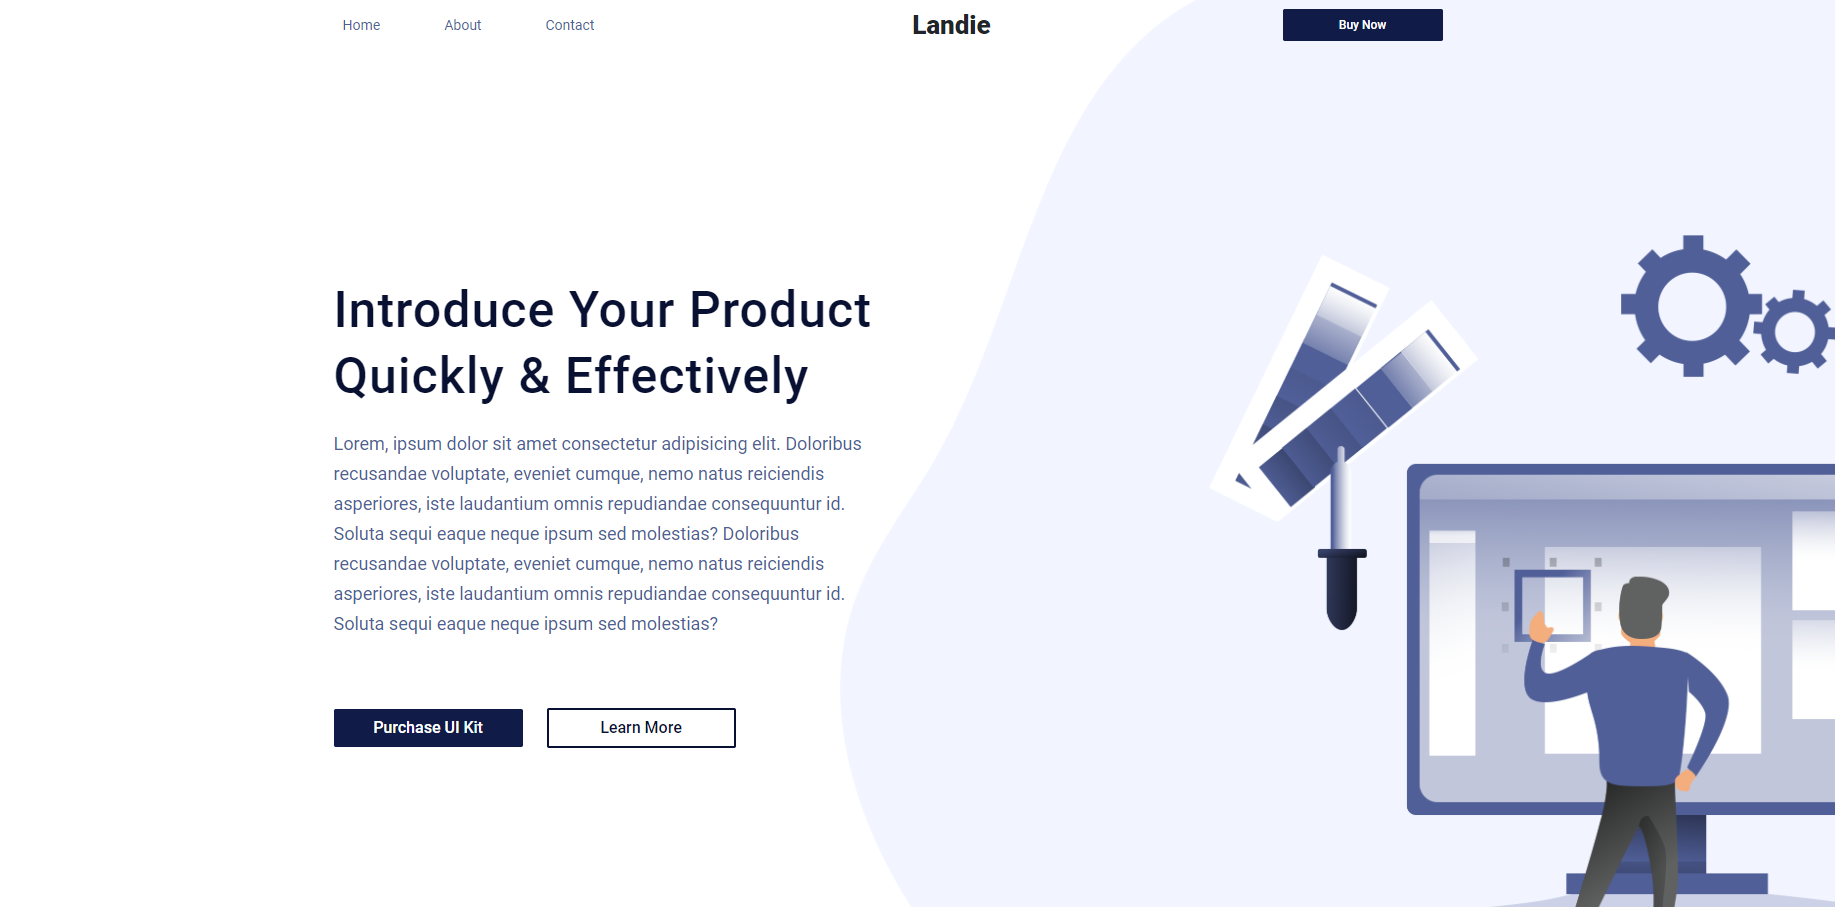 Home About Contact Landie Buy Now
Introduce Your Product
Quickly & Effectively
Lorem, ipsum dolor sit amet consectetur adipisicing elit. Doloribus
recusandae voluptate, eveniet cumque, nemo natus reiciendis
asperiores, iste laudantium omnis repudiandae consequuntur id.
Soluta sequi eaque neque ipsum sed molestias? Doloribus
recusandae voluptate, eveniet cumque, nemo natus reiciendis
asperiores, iste laudantium omnis repudiandae consequuntur id.
Soluta sequi eaque neque ipsum sed molestias?
Purchase UI Kit Learn More